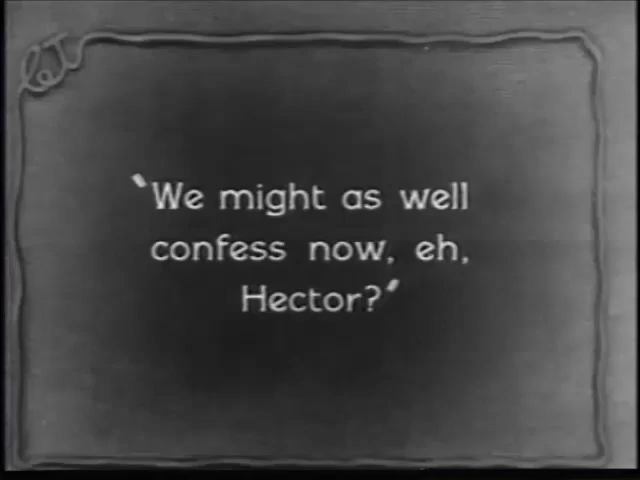 "We might as well
confess now, eh,
Hector?"